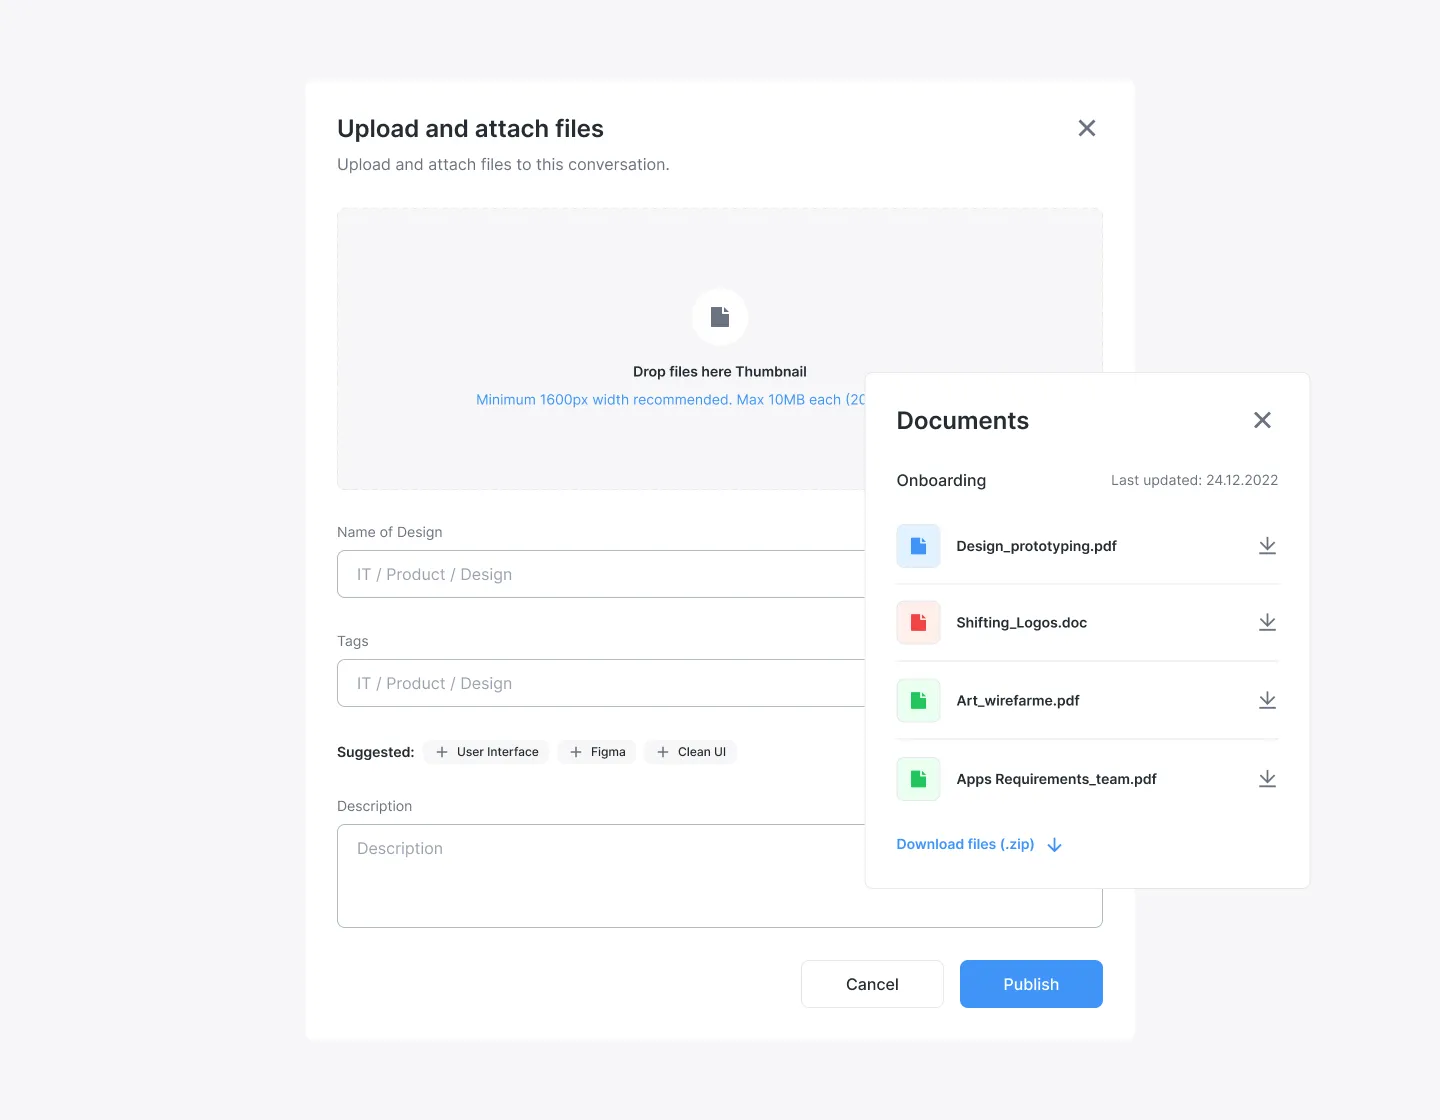 Upload and attach files
Upload and attach files to this conversation.
Drop files here Thumbnail
Minimum 1600px width recommended. Max 10MB each (20
Name of Design
IT / Product / Design
Tags
IT / Product / Design
Suggested: + User Interface + Figma + Clean UI
Description
Description
Cancel Publish
Documents
Onboarding Last updated: 24.12.2022
Design_prototyping.pdf
Shifting_Logos.doc
Art_wirefarme.pdf
Apps Requirements_team.pdf
Download files (.zip)